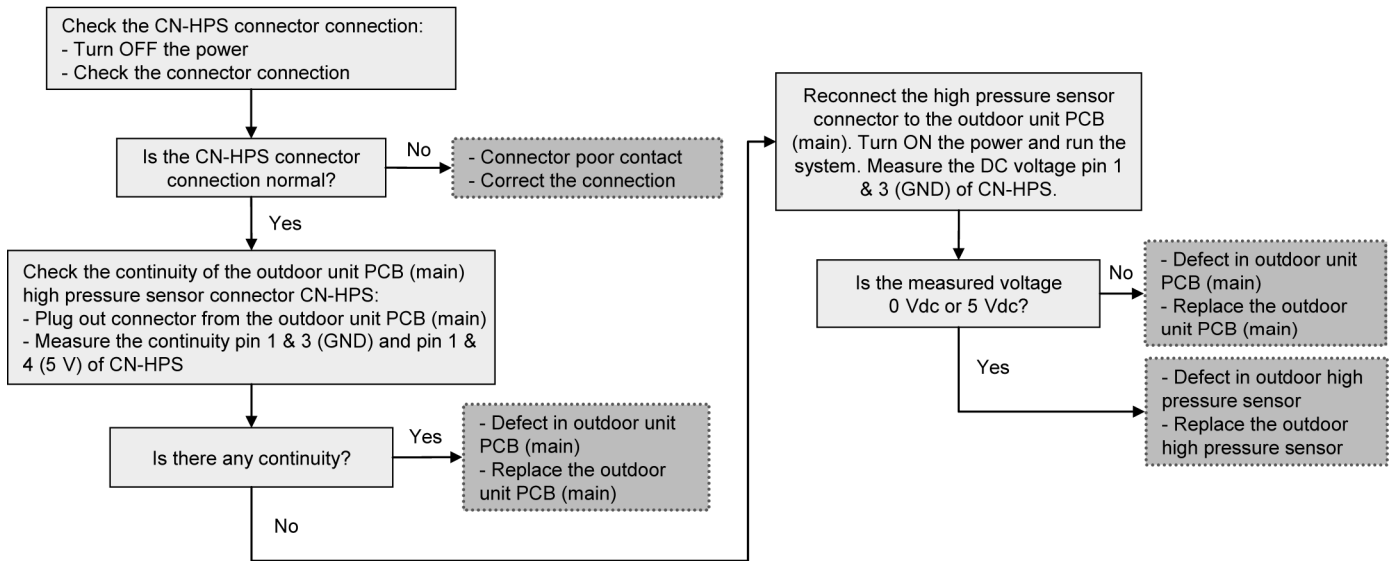 Check the CN-HPS connector connection:
- Turn OFF the power
- Check the connector connection
Is the CN-HPS connector
connection normal?
No
- Connector poor contact
- Correct the connection
Yes
Check the continuity of the outdoor unit PCB (main)
high pressure sensor connector CN-HPS:
- Plug out connector from the outdoor unit PCB (main)
- Measure the continuity pin 1 & 3 (GND) and pin 1 &
4 (5 V) of CN-HPS
Is there any continuity?
Yes
- Defect in outdoor unit
PCB (main)
- Replace the outdoor
unit PCB (main)
No
Reconnect the high pressure sensor
connector to the outdoor unit PCB
(main). Turn ON the power and run the
system. Measure the DC voltage pin 1
& 3 (GND) of CN-HPS.
Is the measured voltage
0 Vdc or 5 Vdc?
No
- Defect in outdoor unit
PCB (main)
- Replace the outdoor
unit PCB (main)
Yes
- Defect in outdoor high
pressure sensor
- Replace the outdoor
high pressure sensor